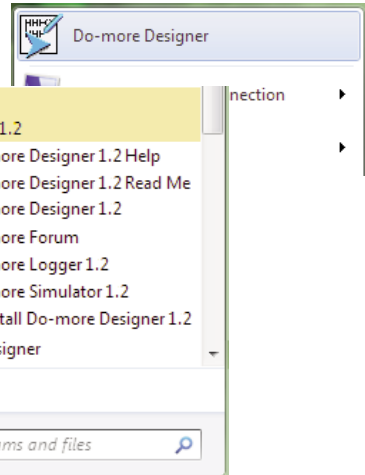 Do-more Designer
nection
1.2
ore Designer 1.2 Help
ore Designer 1.2 Read Me
ore Designer 1.2
ore Forum
ore Logger 1.2
ore Simulator 1.2
tall Do-more Designer 1.2
signer
ms and files